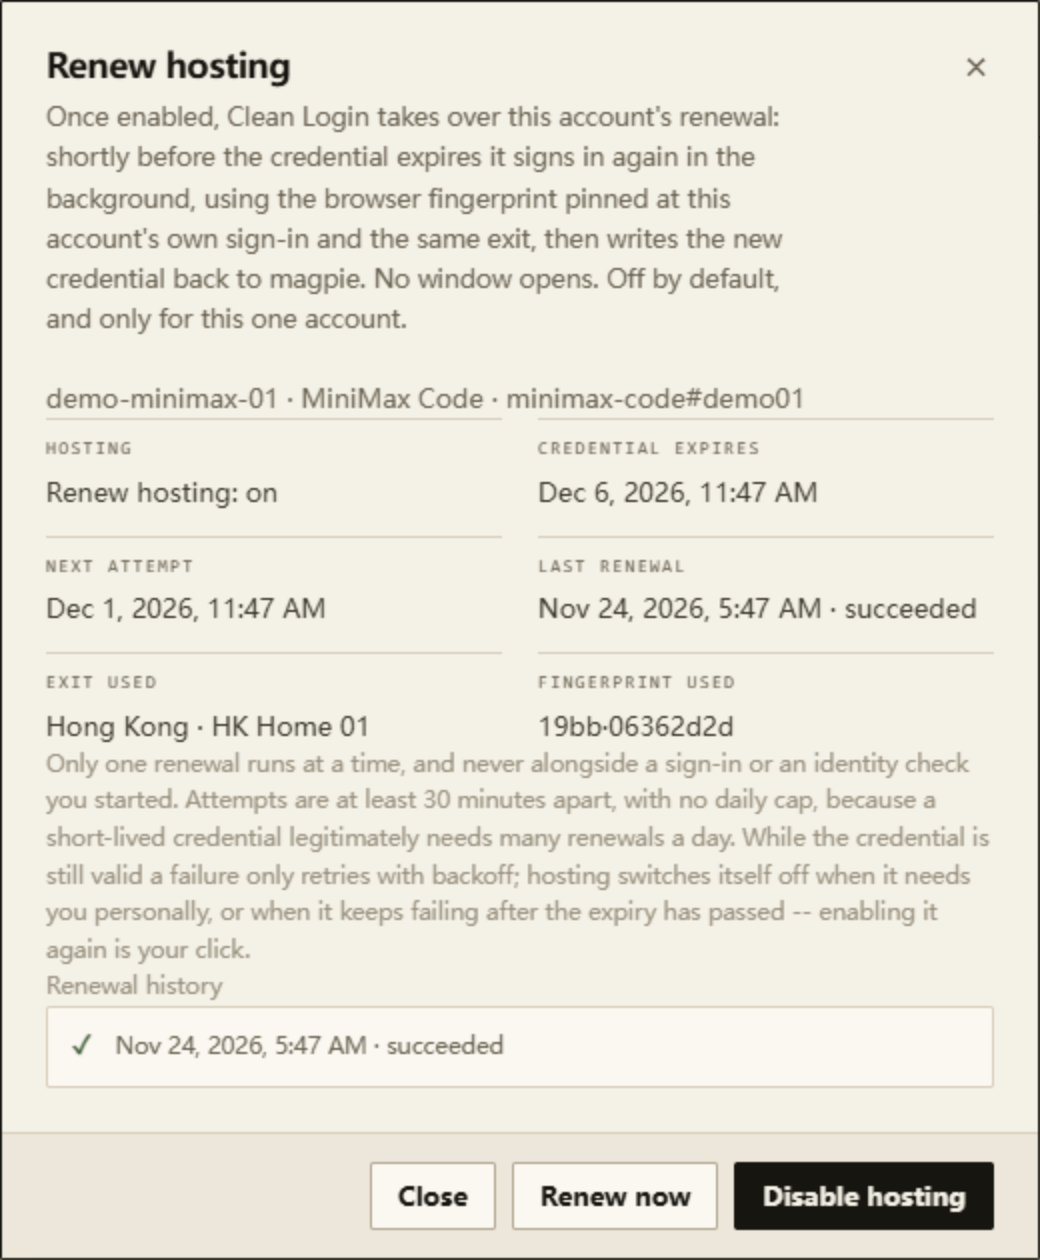 Renew hosting
×
Once enabled, Clean Login takes over this account's renewal:
shortly before the credential expires it signs in again in the
background, using the browser fingerprint pinned at this
account's own sign-in and the same exit, then writes the new
credential back to magpie. No window opens. Off by default,
and only for this one account.
demo-minimax-01 · MiniMax Code · minimax-code#demo01
HOSTING
Renew hosting: on
CREDENTIAL EXPIRES
Dec 6, 2026, 11:47 AM
NEXT ATTEMPT
Dec 1, 2026, 11:47 AM
LAST RENEWAL
Nov 24, 2026, 5:47 AM · succeeded
EXIT USED
Hong Kong · HK Home 01
FINGERPRINT USED
19bb·06362d2d
Only one renewal runs at a time, and never alongside a sign-in or an identity check
you started. Attempts are at least 30 minutes apart, with no daily cap, because a
short-lived credential legitimately needs many renewals a day. While the credential is
still valid a failure only retries with backoff; hosting switches itself off when it needs
you personally, or when it keeps failing after the expiry has passed -- enabling it
again is your click.
Renewal history
✓ Nov 24, 2026, 5:47 AM · succeeded
Close
Renew now
Disable hosting